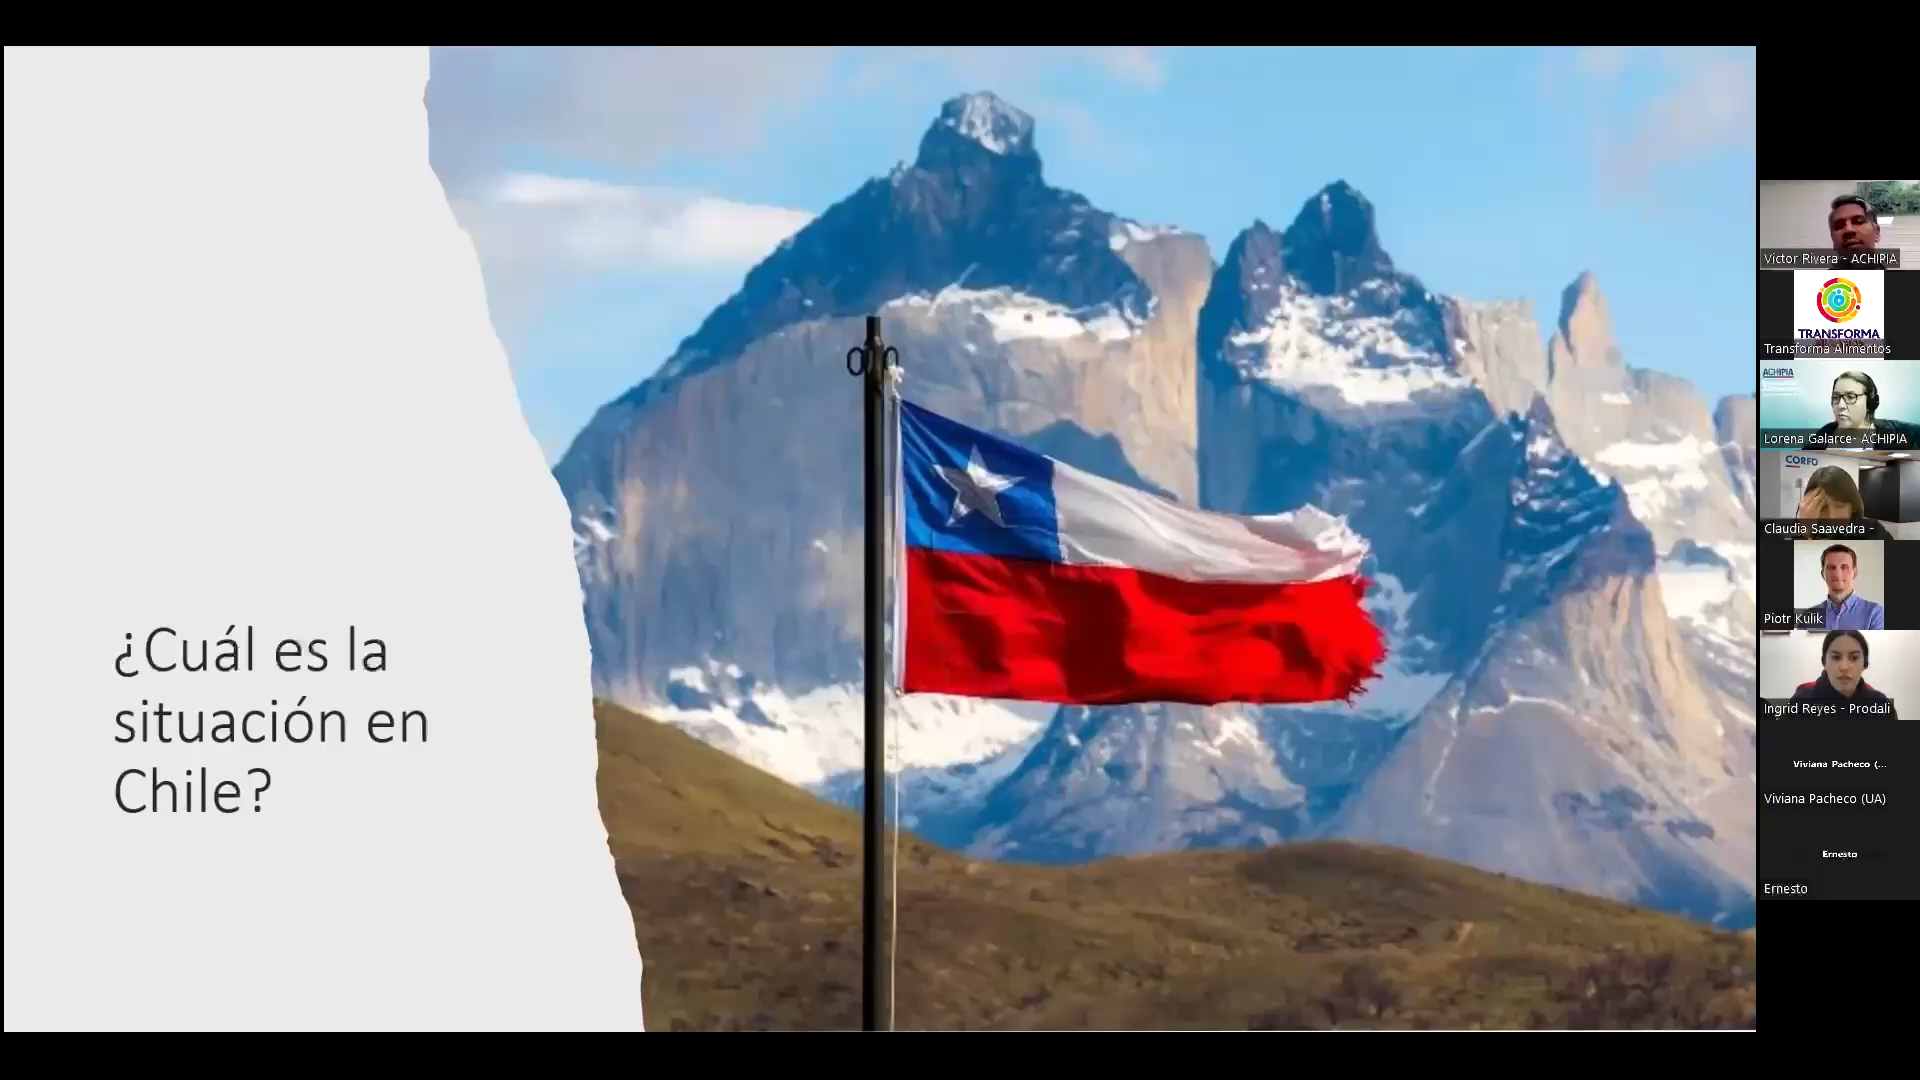 ¿Cuál es la
situación en
Chile?
Victor Rivera - ACHIPIA
TRANSFORMA
Transforma Alimentos
ACHIPIA
Lorena Galarce- ACHIPIA
CORFO
Claudia Saavedra -
Piotr Kulik
Ingrid Reyes - Prodali
Viviana Pacheco (...
Viviana Pacheco (UA)
Ernesto
Ernesto